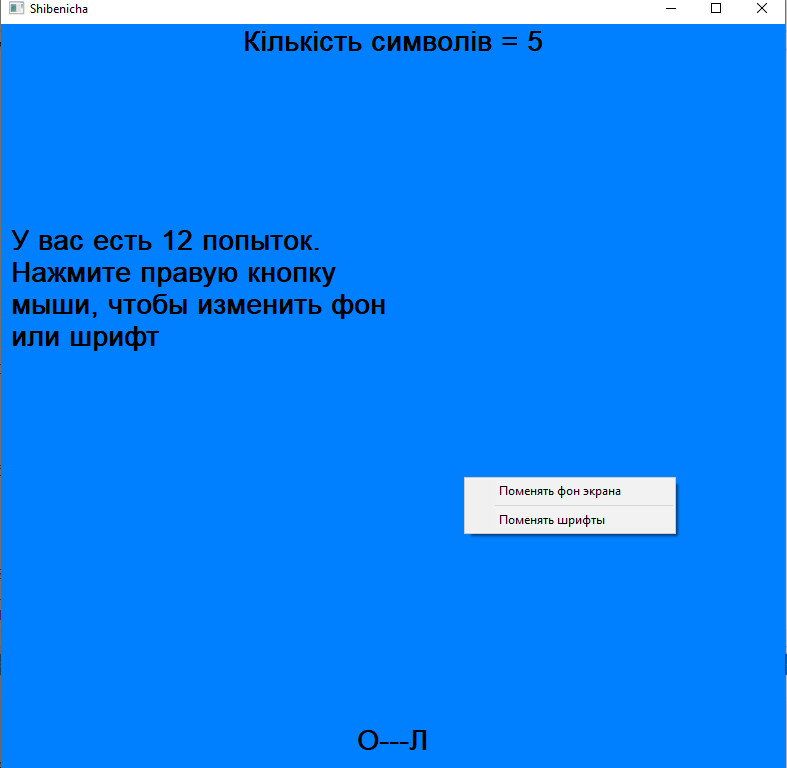 Shibenicha
Кількість символів = 5
У вас есть 12 попыток.
Нажмите правую кнопку
мыши, чтобы изменить фон
или шрифт
Поменять фон экрана
Поменять шрифты
О---Л